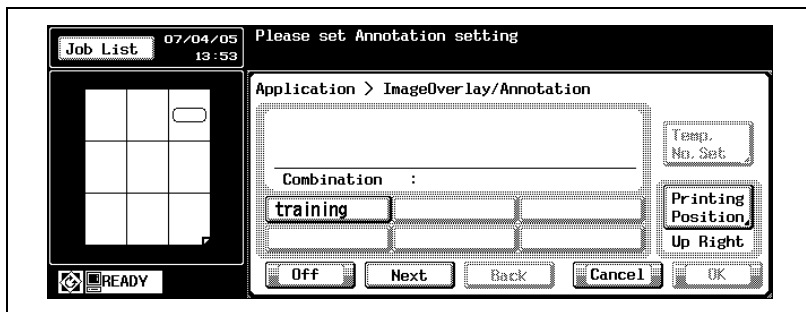 Job List
07/04/05
13:53
Please set Annotation setting
Application > ImageOverlay/Annotation
Temp.
No. Set
Combination :
training
Printing
Position
Up Right
Off Next Back Cancel OK
READY